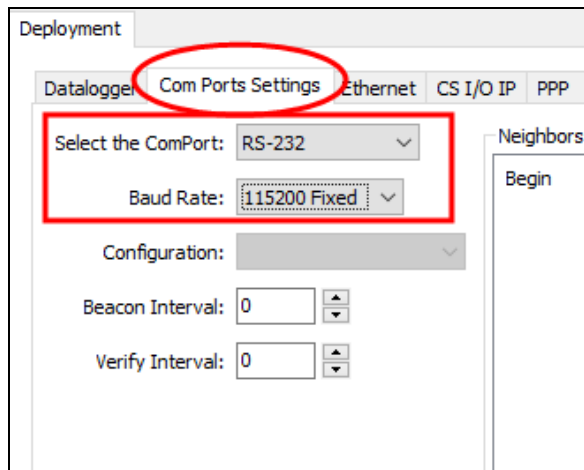 Deployment
Datalogger Com Ports Settings Ethernet CS I/O IP PPP
Select the ComPort: RS-232
Neighbors
Baud Rate: 115200 Fixed
Begin
Configuration:
Beacon Interval: 0
Verify Interval: 0